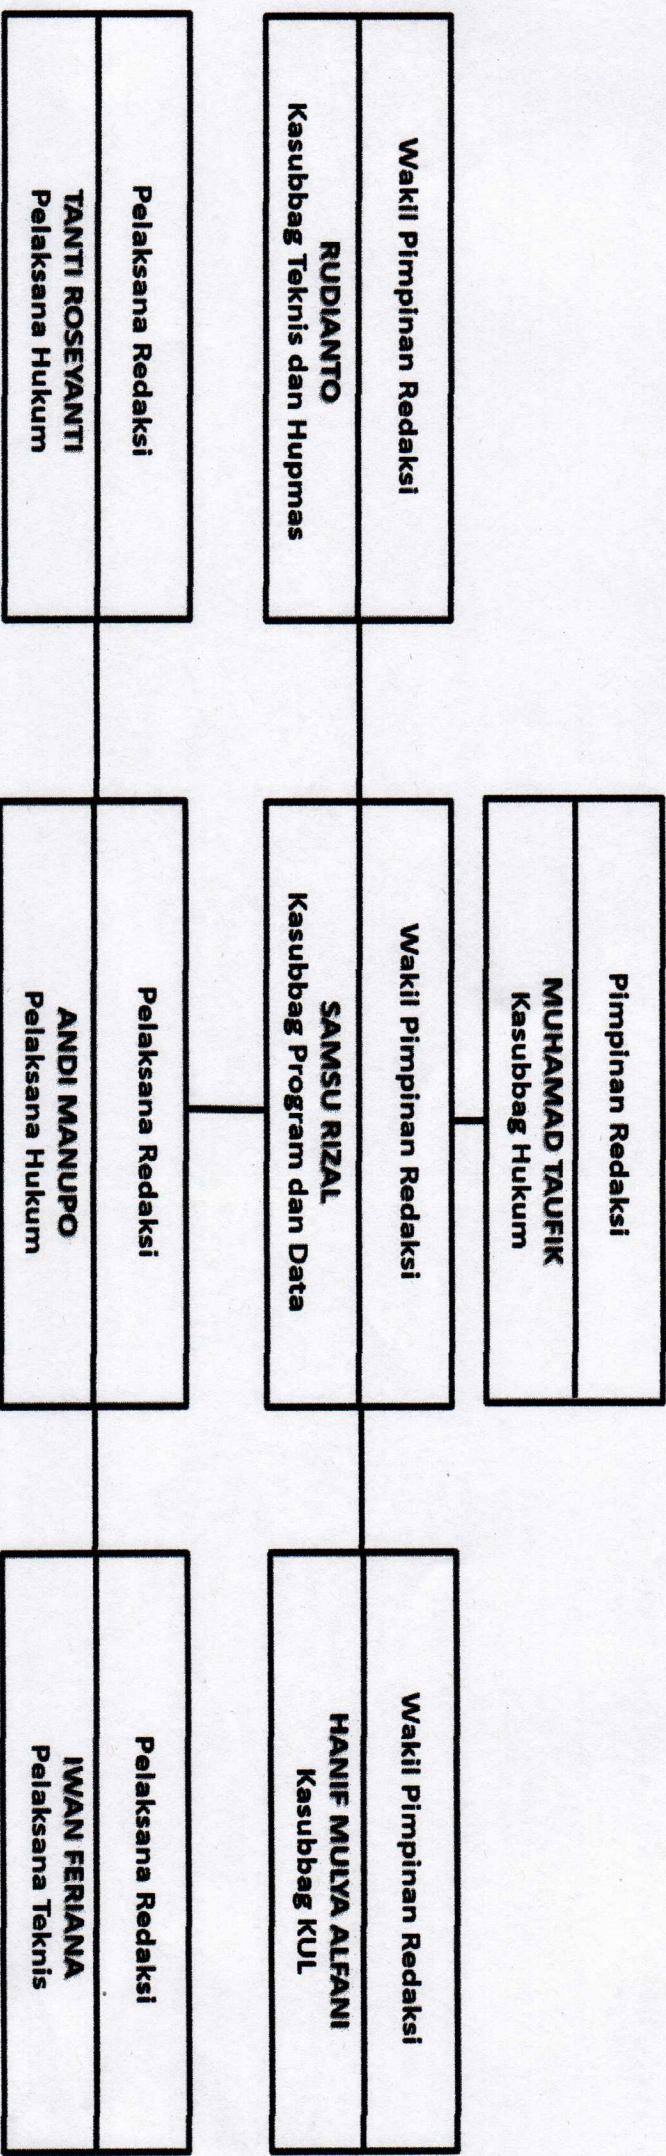 Pimpinan Redaksi
MUHAMAD TAUFIK
Kasubbag Hukum
Wakil Pimpinan Redaksi
RUDIANTO
Kasubbag Teknis dan Hupmas
Wakil Pimpinan Redaksi
SAMSU RIZAL
Kasubbag Program dan Data
Wakil Pimpinan Redaksi
HANIF MULYA ALFANI
Kasubbag KUL
Pelaksana Redaksi
TANTI ROSEYANTI
Pelaksana Hukum
Pelaksana Redaksi
ANDI MANUPO
Pelaksana Hukum
Pelaksana Redaksi
IWAN FERIANA
Pelaksana Teknis